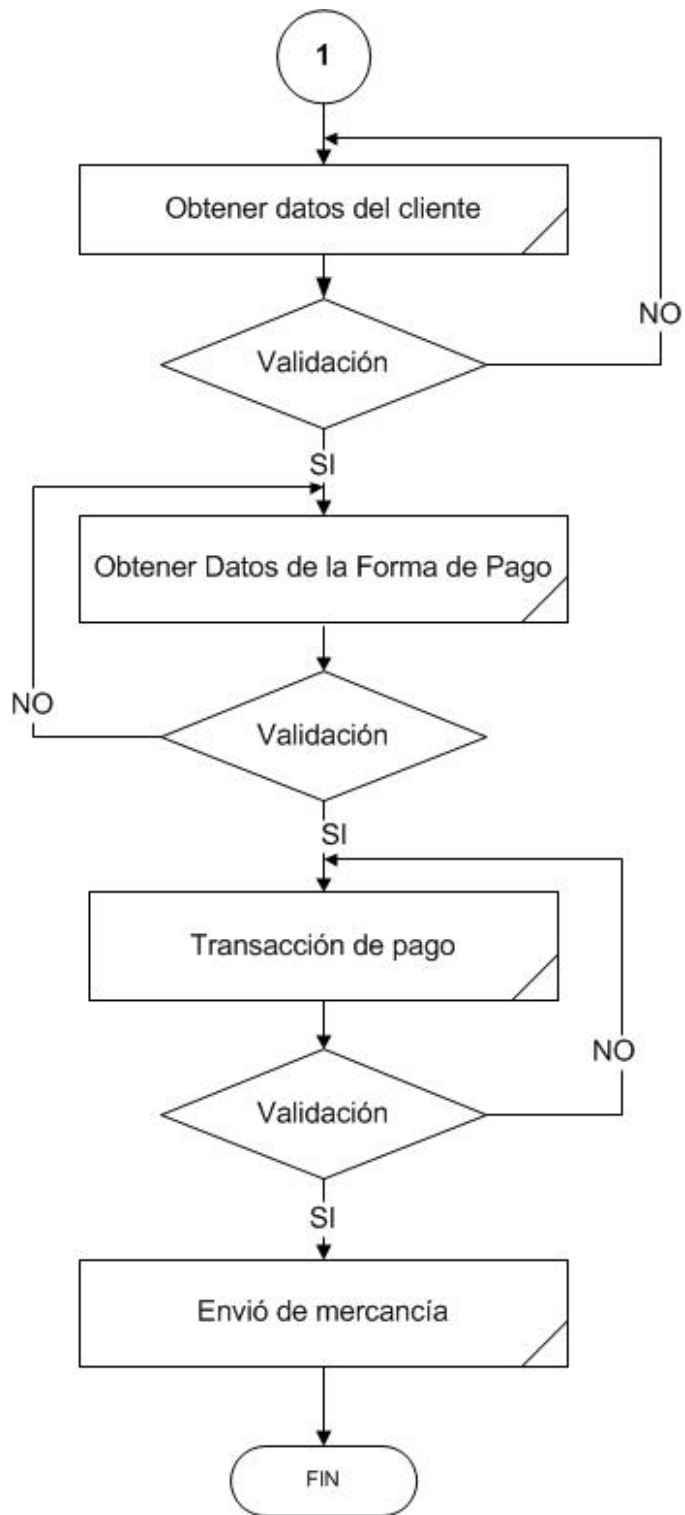 1
Obtener datos del cliente
NO
Validación
SI
Obtener Datos de la Forma de Pago
NO
Validación
SI
Transacción de pago
NO
Validación
SI
Envió de mercancía
FIN